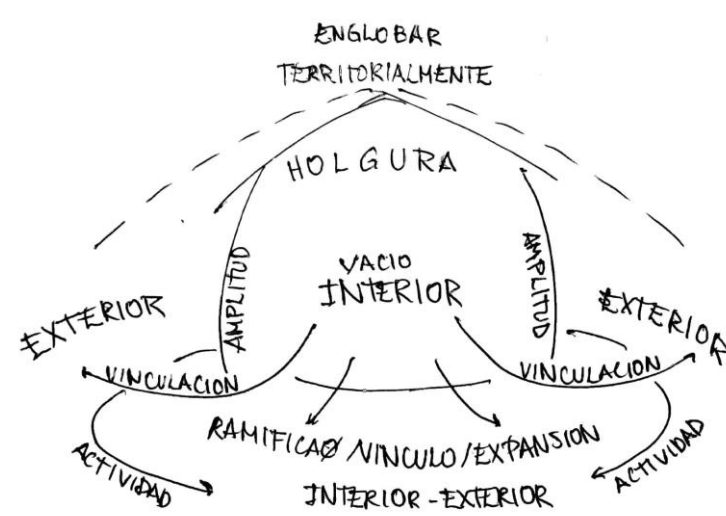 ENGLOBAR
TERRITORIALMENTE
HOLGURA
AMPLITUD
VACIO
INTERIOR
AMPLITUD
EXTERIOR
EXTERIOR
VINCULACION
VINCULACION
RAMIFICAØ/VINCULO/EXPANSION
INTERIOR-EXTERIOR
ACTIVIDAD
ACTIVIDAD